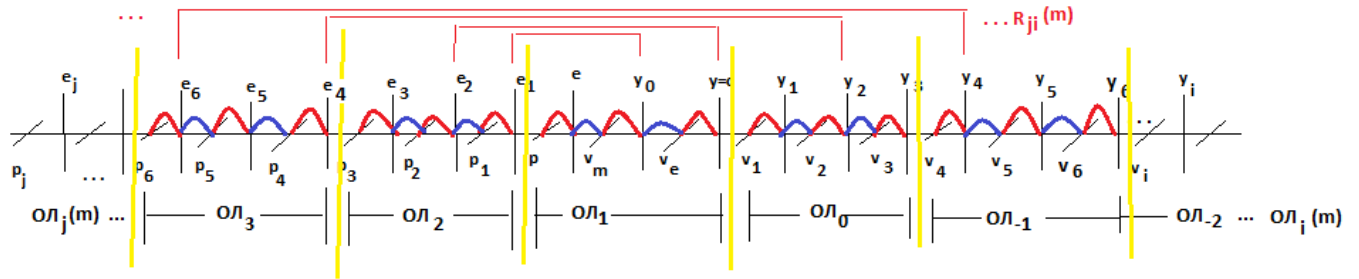 ... ... R_ji (m)
e_j e_6 e_5 e_4 e_3 e_2 e_1 e y_0 y=c y_1 y_2 y_3 y_4 y_5 y_6 y_i
..
p_j ... p_6 p_5 p_4 p_3 p_2 p_1 p v_m v_e v_1 v_2 v_3 v_4 v_5 v_6 v_i
ОЛ_j(m) ... ОЛ_3 ОЛ_2 ОЛ_1 ОЛ_0 ОЛ_-1 ОЛ_-2 ... ОЛ_i (m)